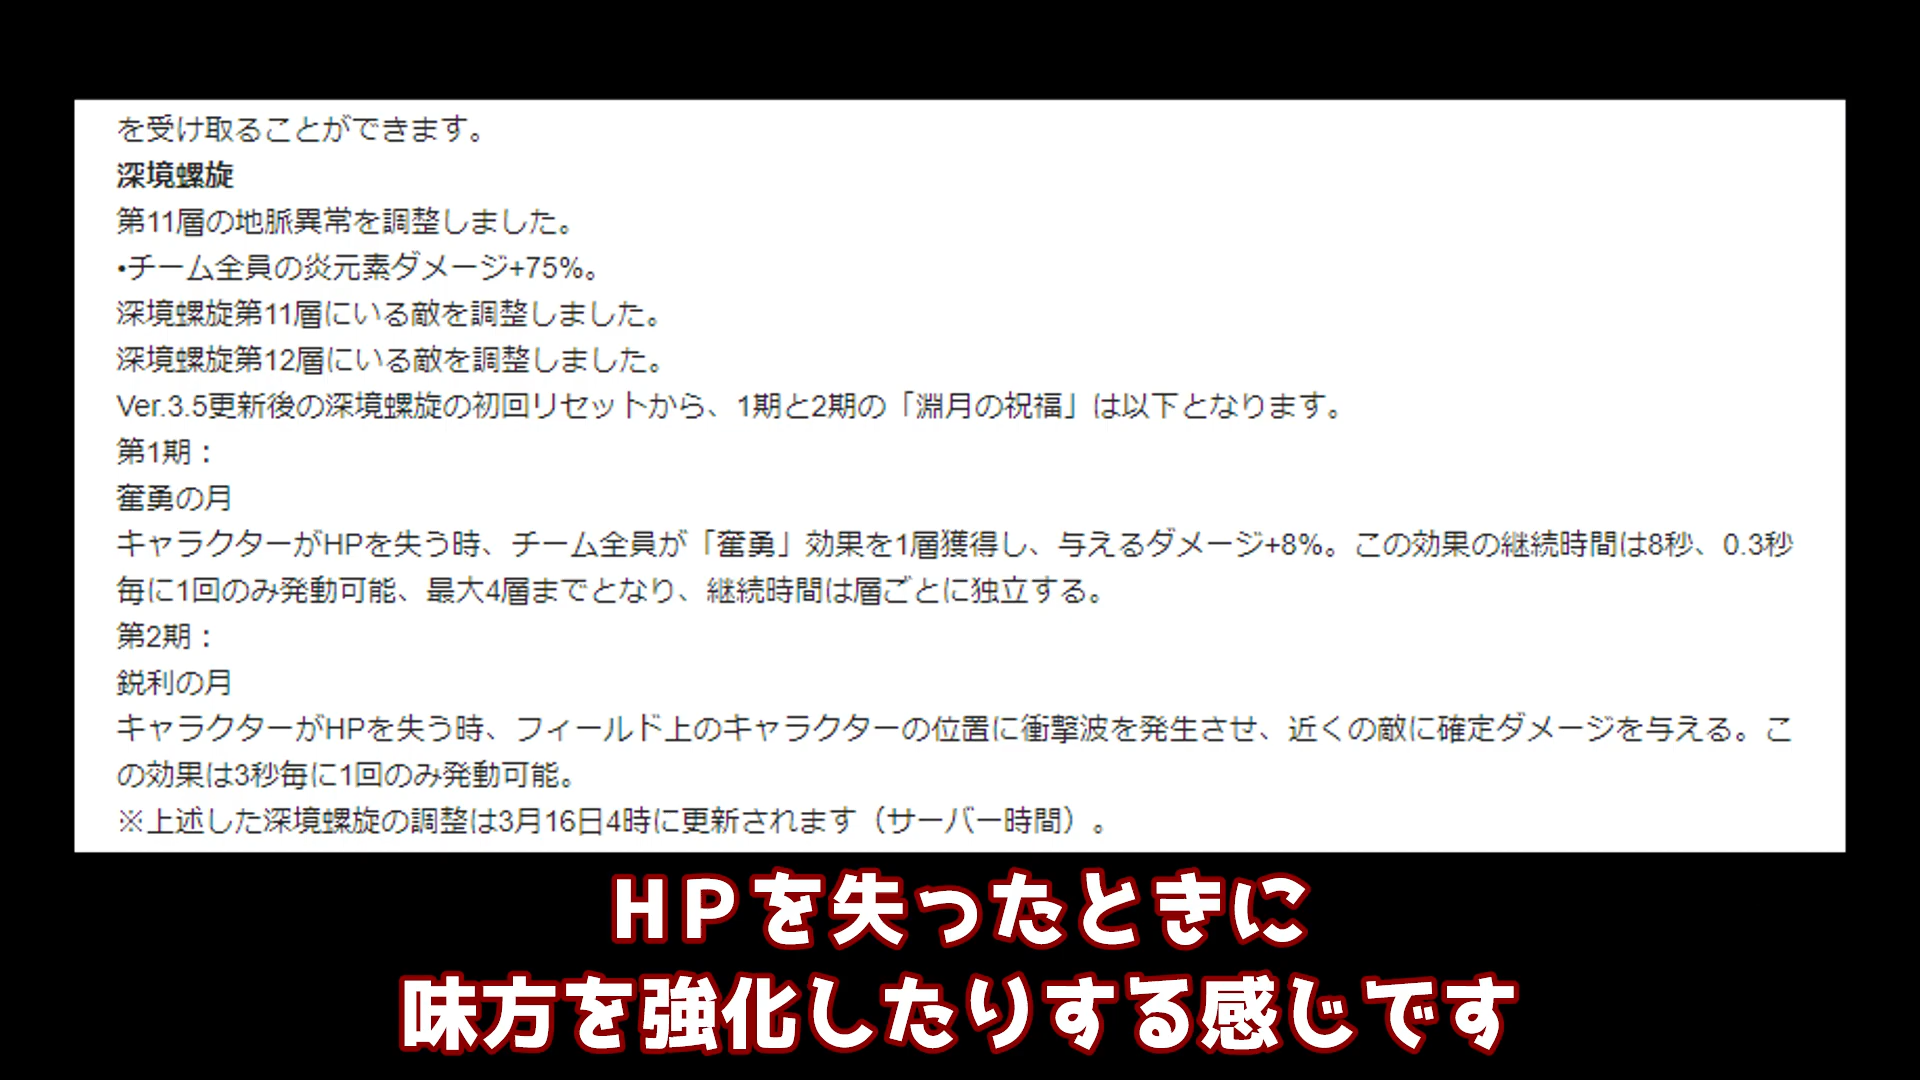 を受け取ることができます。
深境螺旋
第11層の地脈異常を調整しました。
•チーム全員の炎元素ダメージ+75%。
深境螺旋第11層にいる敵を調整しました。
深境螺旋第12層にいる敵を調整しました。
Ver.3.5更新後の深境螺旋の初回リセットから、1期と2期の「淵月の祝福」は以下となります。
第1期：
奮勇の月
キャラクターがHPを失う時、チーム全員が「奮勇」効果を1層獲得し、与えるダメージ+8%。この効果の継続時間は8秒、0.3秒
毎に1回のみ発動可能、最大4層までとなり、継続時間は層ごとに独立する。
第2期：
鋭利の月
キャラクターがHPを失う時、フィールド上のキャラクターの位置に衝撃波を発生させ、近くの敵に確定ダメージを与える。こ
の効果は3秒毎に1回のみ発動可能。
※上述した深境螺旋の調整は3月16日4時に更新されます（サーバー時間）。
ＨＰを失ったときに
味方を強化したりする感じです